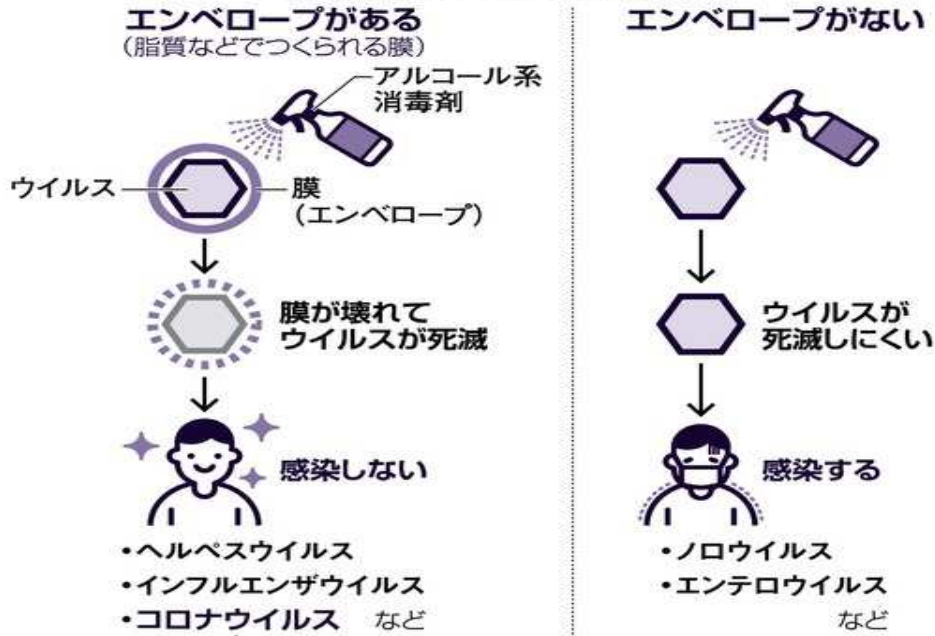 エンベロープがある
(脂質などでつくられる膜)
アルコール系
消毒剤
ウイルス
膜
(エンベロープ)
膜が壊れて
ウイルスが死滅
感染しない
・ヘルペスウイルス
・インフルエンザウイルス
・コロナウイルス など
エンベロープがない
ウイルスが
死滅しにくい
感染する
・ノロウイルス
・エンテロウイルス
など